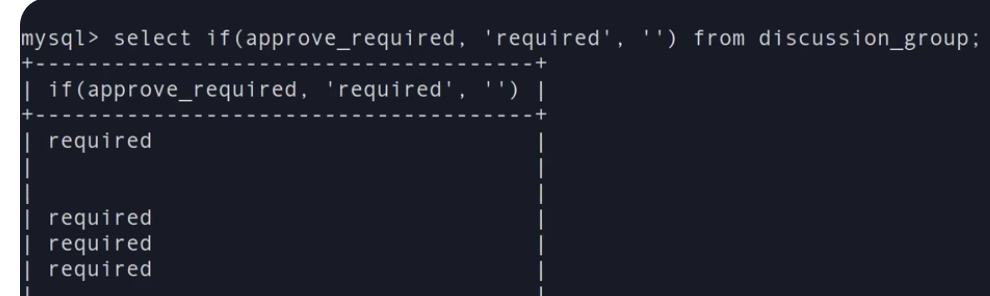 mysql> select if(approve_required, 'required', '') from discussion_group;
+--------------------------------------+
| if(approve_required, 'required', '') |
+--------------------------------------+
| required                             |
|                                      |
|                                      |
| required                             |
| required                             |
| required                             |